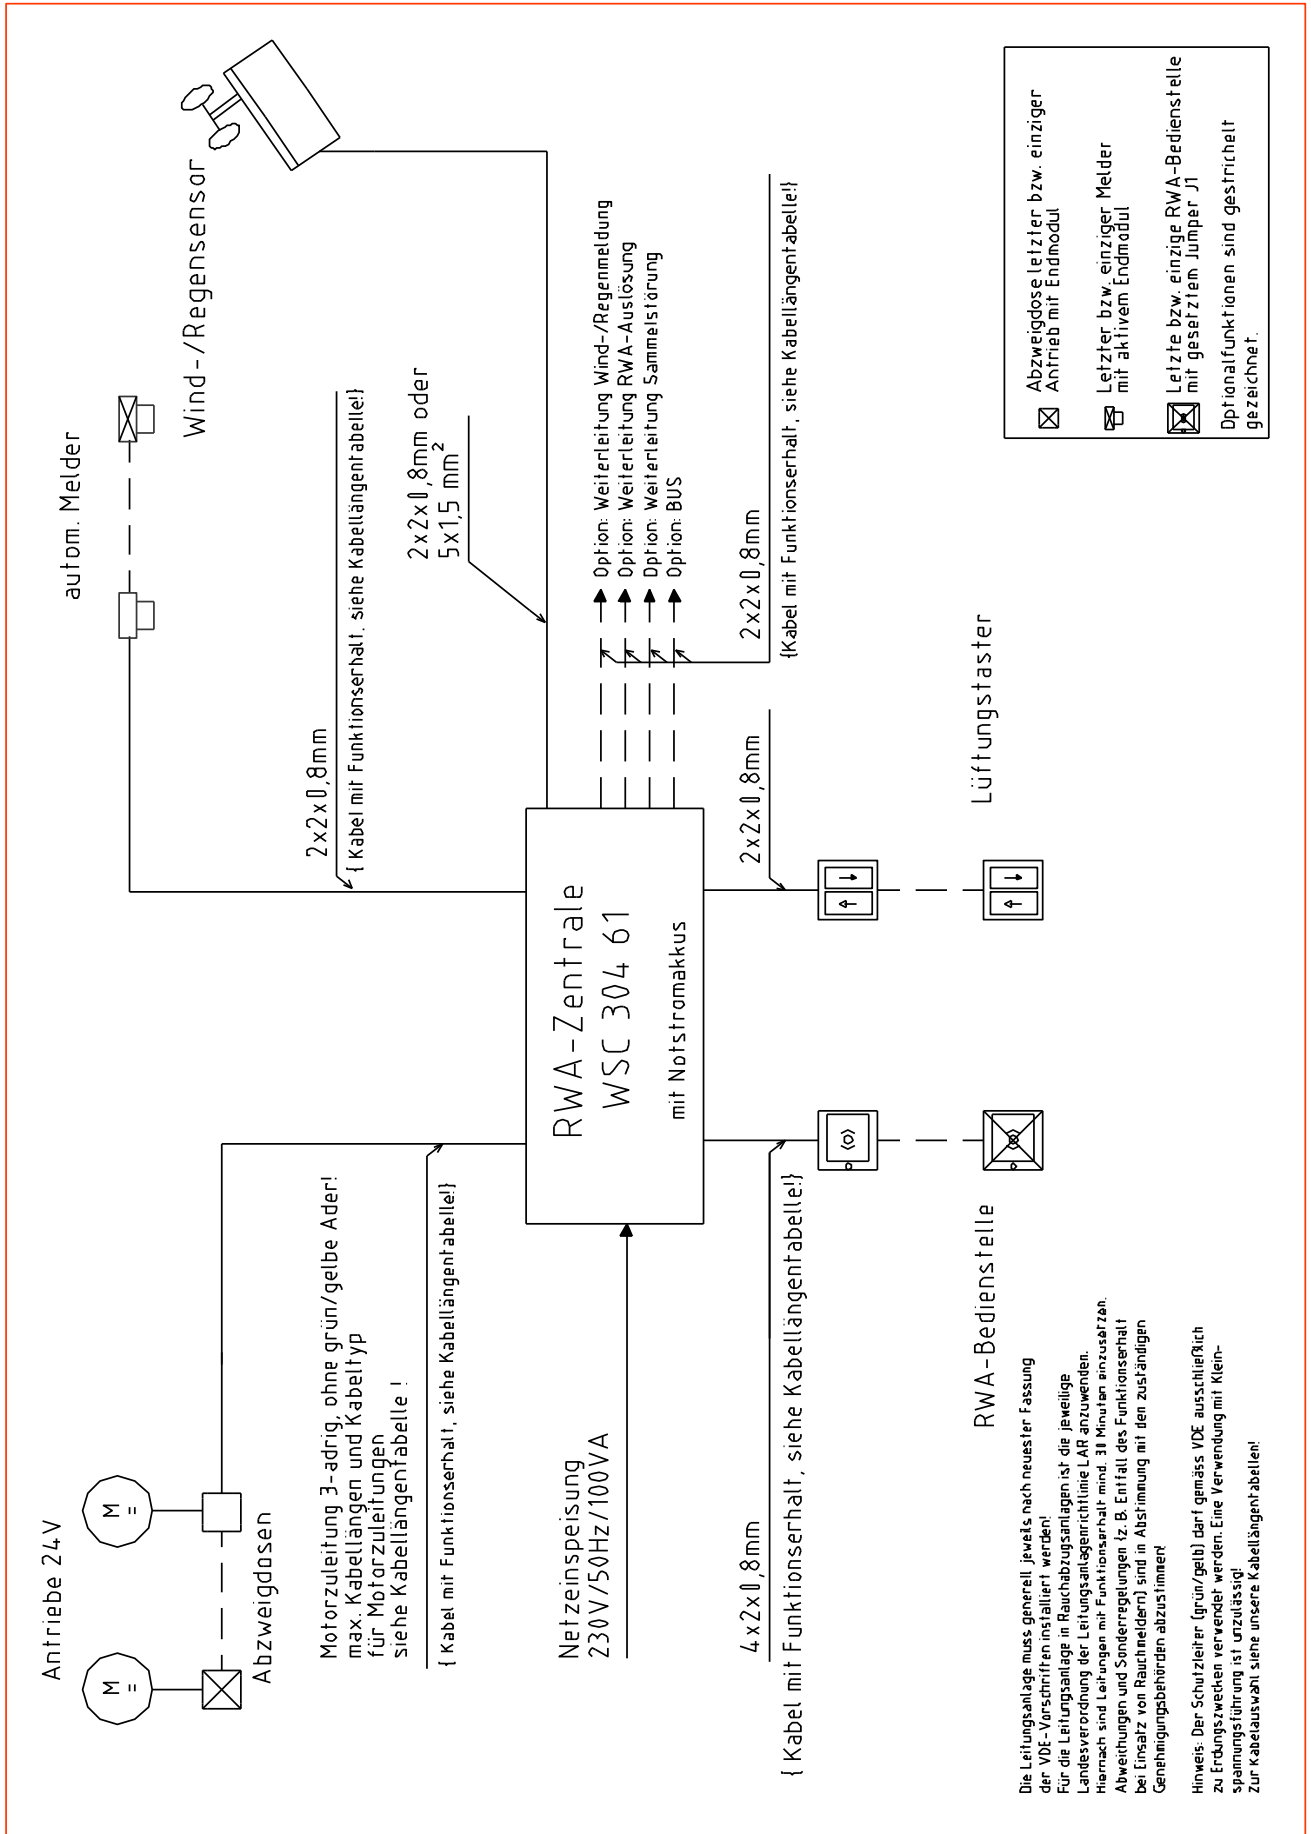 Antriebe 24V
M
=
M
=
Abzweigdosen
autom. Melder
Wind-/Regensensor
Motorzuleitung 3-adrig, ohne grün/gelbe Ader!
max. Kabellängen und Kabeltyp
für Motorzuleitungen
siehe Kabellängentabelle !
{ Kabel mit Funktionserhalt, siehe Kabellängentabelle!}
2x2x0,8mm
{ Kabel mit Funktionserhalt, siehe Kabellängentabelle!}
2x2x0,8mm oder
5x1,5 mm²
Netzeinspeisung
230V/50Hz/100VA
RWA-Zentrale
WSC 304 61
mit Notstromakkus
Option: Weiterleitung Wind-/Regenmeldung
Option: Weiterleitung RWA-Auslösung
Option: Weiterleitung Sammelstörung
Option: BUS
4x2x0,8mm
{ Kabel mit Funktionserhalt, siehe Kabellängentabelle!}
2x2x0,8mm
2x2x0,8mm
{Kabel mit Funktionserhalt, siehe Kabellängentabelle!}
RWA-Bedienstelle
Lüftungstaster
Die Leitungsanlage muss generell jeweils nach neuester Fassung
der VDE-Vorschriften installiert werden!
Für die Leitungsanlage in Rauchabzugsanlagen ist die jeweilige
Landesverordnung der Leitungsanlagenrichtlinie LAR anzuwenden.
Hiernach sind Leitungen mit Funktionserhalt mind. 30 Minuten einzusetzen.
Abweichungen und Sonderregelungen (z. B. Entfall des Funktionserhalt
bei Einsatz von Rauchmeldern) sind in Abstimmung mit den zuständigen
Genehmigungsbehörden abzustimmen!
Hinweis: Der Schutzleiter (grün/gelb) darf gemäss VDE ausschließlich
zu Erdungszwecken verwendet werden. Eine Verwendung mit Klein-
spannungsführung ist unzulässig!
Zur Kabelauswahl siehe unsere Kabellängentabellen!
Abzweigdose letzter bzw. einziger
Antrieb mit Endmodul
Letzter bzw. einziger Melder
mit aktivem Endmodul
Letzte bzw. einzige RWA-Bedienstelle
mit gesetztem Jumper J1
Optionalfunktionen sind gestrichelt
gezeichnet.